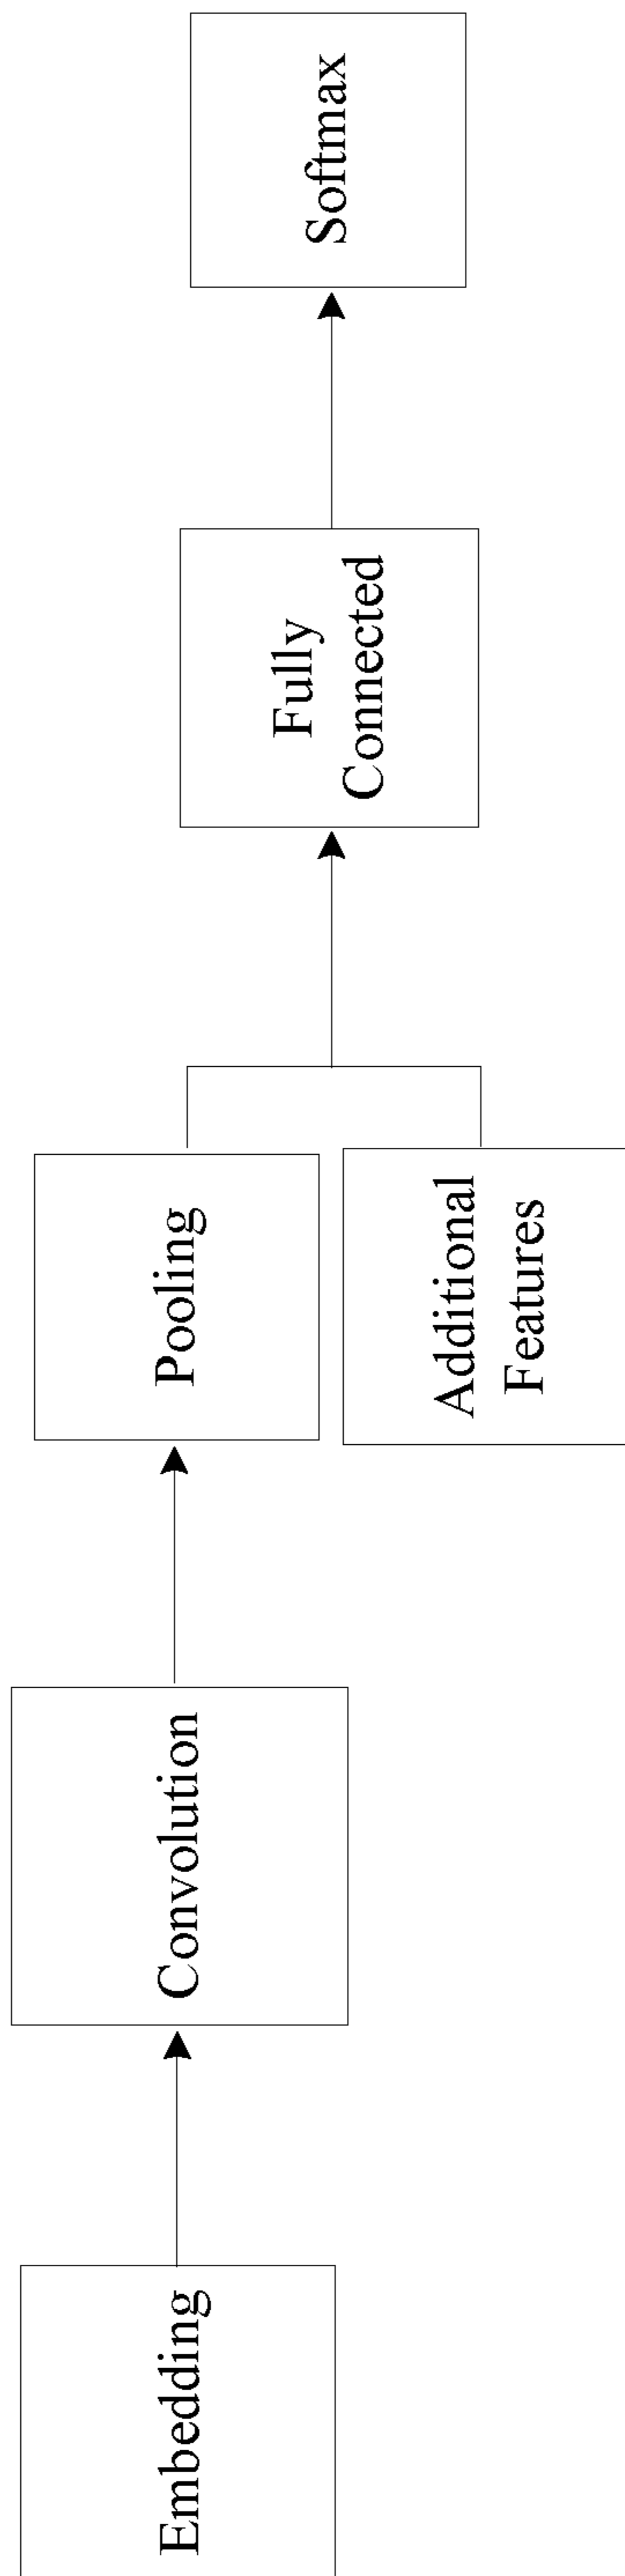 Embedding
Convolution
Pooling
Additional
Features
Fully
Connected
Softmax